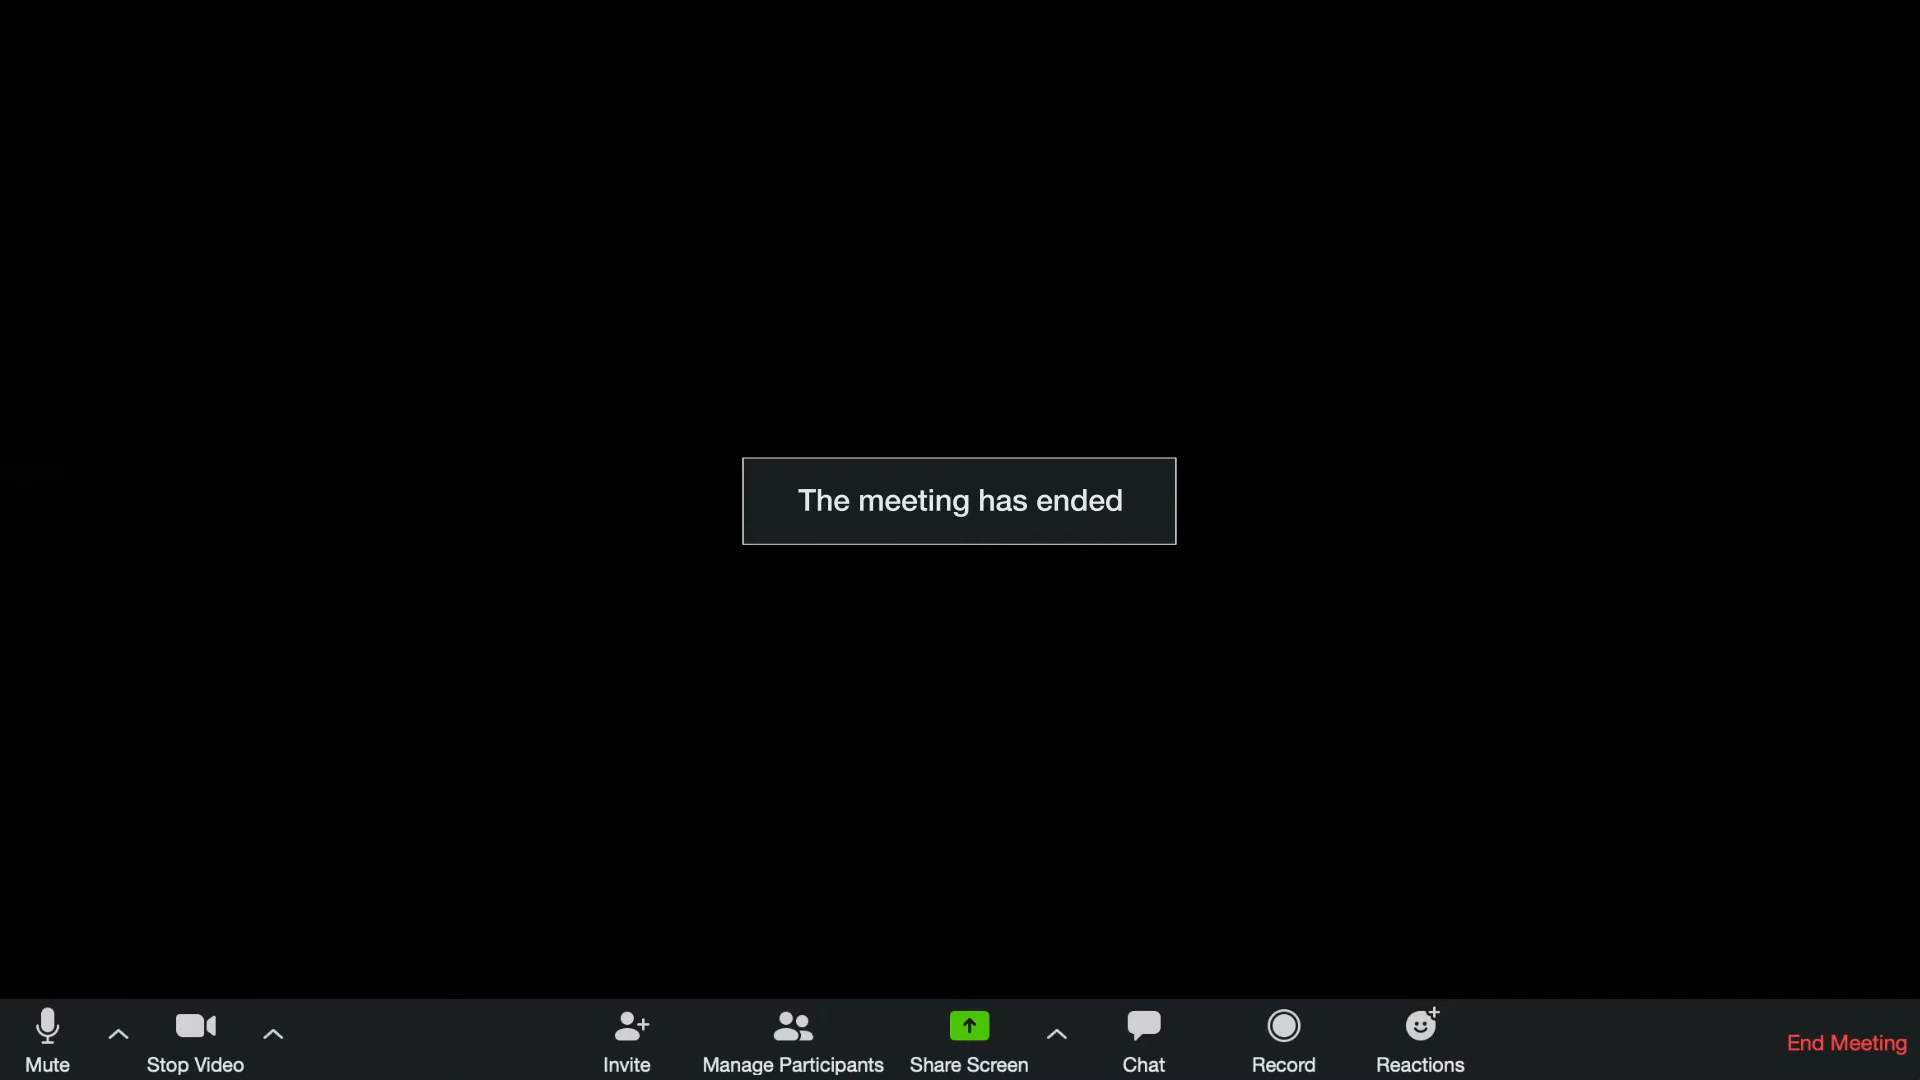 The meeting has ended
Mute
Stop Video
Invite
Manage Participants
Share Screen
Chat
Record
Reactions
End Meeting